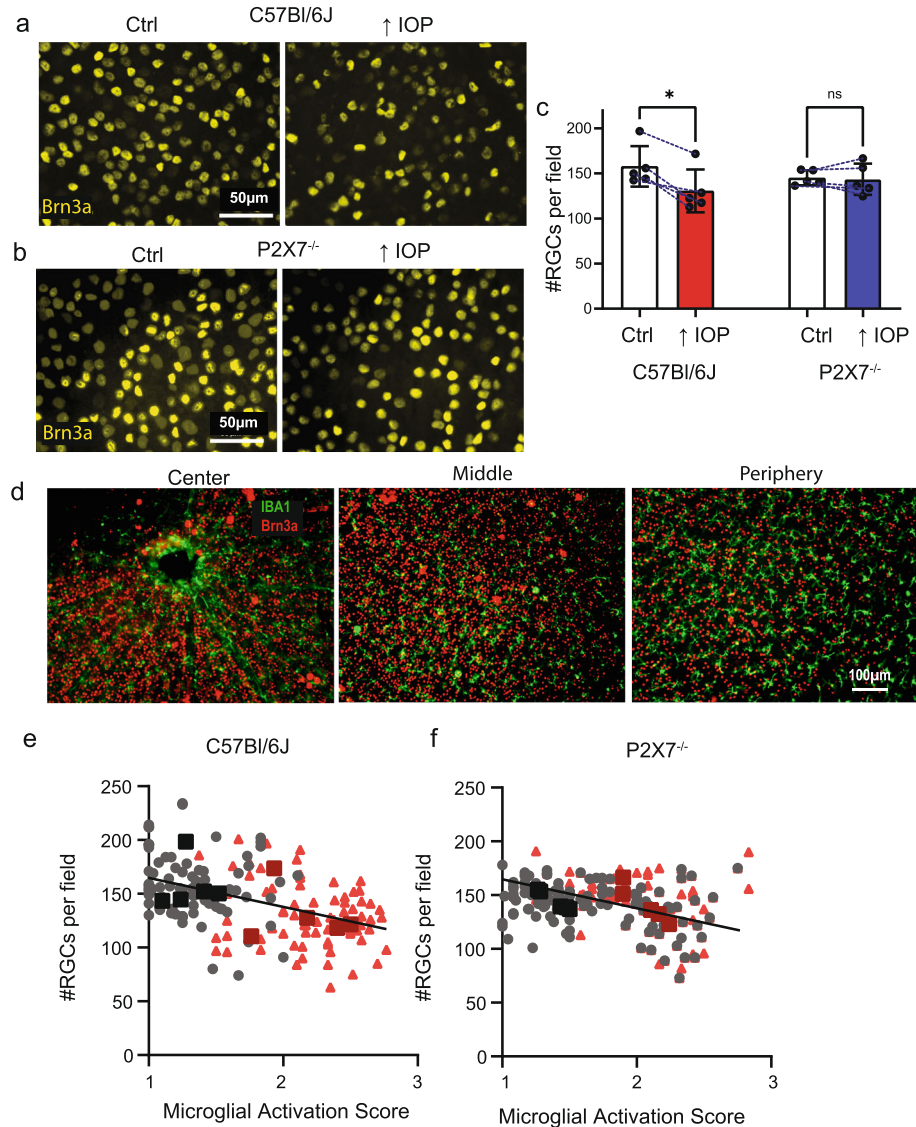 a
C57Bl/6J
Ctrl
↑ IOP
Brn3a
50μm
b
P2X7-/-
Ctrl
↑ IOP
Brn3a
50μm
c
*
ns
#RGCs per field
200
150
100
50
0
Ctrl
↑ IOP
Ctrl
↑ IOP
C57Bl/6J
P2X7-/-
d
Center
Middle
Periphery
IBA1
Brn3a
100μm
e
C57Bl/6J
#RGCs per field
250
200
150
100
50
0
1
2
3
Microglial Activation Score
f
P2X7-/-
#RGCs per field
250
200
150
100
50
0
1
2
3
Microglial Activation Score